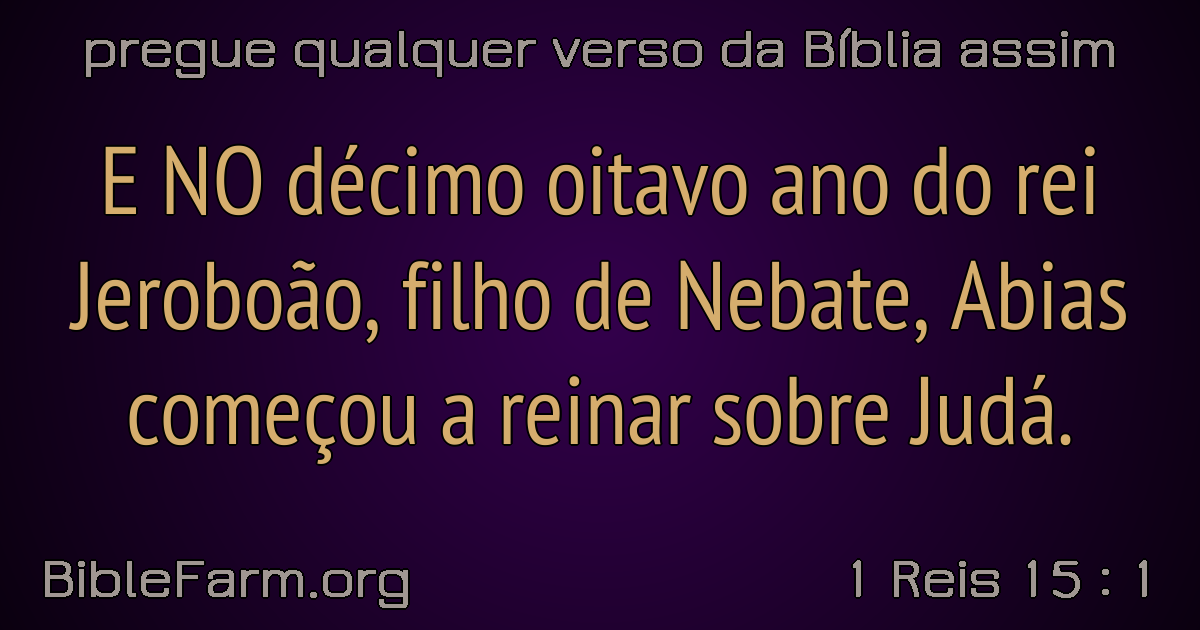 pregue qualquer verso da Bíblia assim
E NO décimo oitavo ano do rei
Jeroboão, filho de Nebate, Abias
começou a reinar sobre Judá.
BibleFarm.org
1 Reis 15 : 1